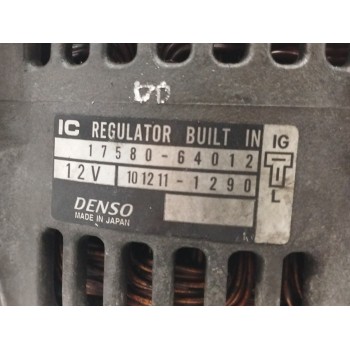 IC REGULATOR BUILT IN
17580-64012
12V 101211-1290
DENSO
MADE IN JAPAN
IG
L